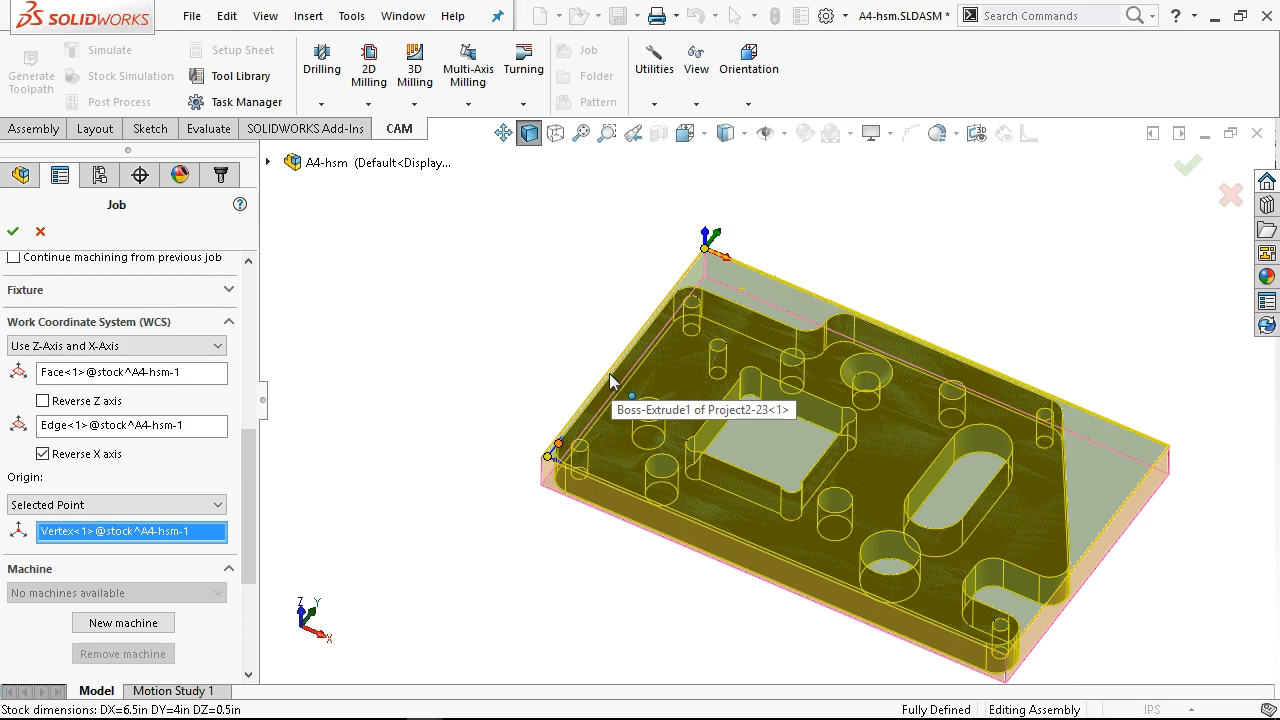 SOLIDWORKS File Edit View Insert Tools Window Help A4-hsm.SLDASM * Search Commands ?
Generate Toolpath
Simulate
Stock Simulation
Post Process
Setup Sheet
Tool Library
Task Manager
Drilling
2D Milling
3D Milling
Multi-Axis Milling
Turning
Job
Folder
Pattern
Utilities
View
Orientation
Assembly Layout Sketch Evaluate SOLIDWORKS Add-Ins CAM
A4-hsm (Default<Display...
Job
Continue machining from previous job
Fixture
Work Coordinate System (WCS)
Use Z-Axis and X-Axis
Face<1>@stock^A4-hsm-1
Reverse Z axis
Edge<1>@stock^A4-hsm-1
Reverse X axis
Origin:
Selected Point
Vertex<1>@stock^A4-hsm-1
Machine
No machines available
New machine
Remove machine
Boss-Extrude1 of Project2-23<1>
Z
Y
X
Model Motion Study 1
Stock dimensions: DX=6.5in DY=4in DZ=0.5in Fully Defined Editing Assembly IPS